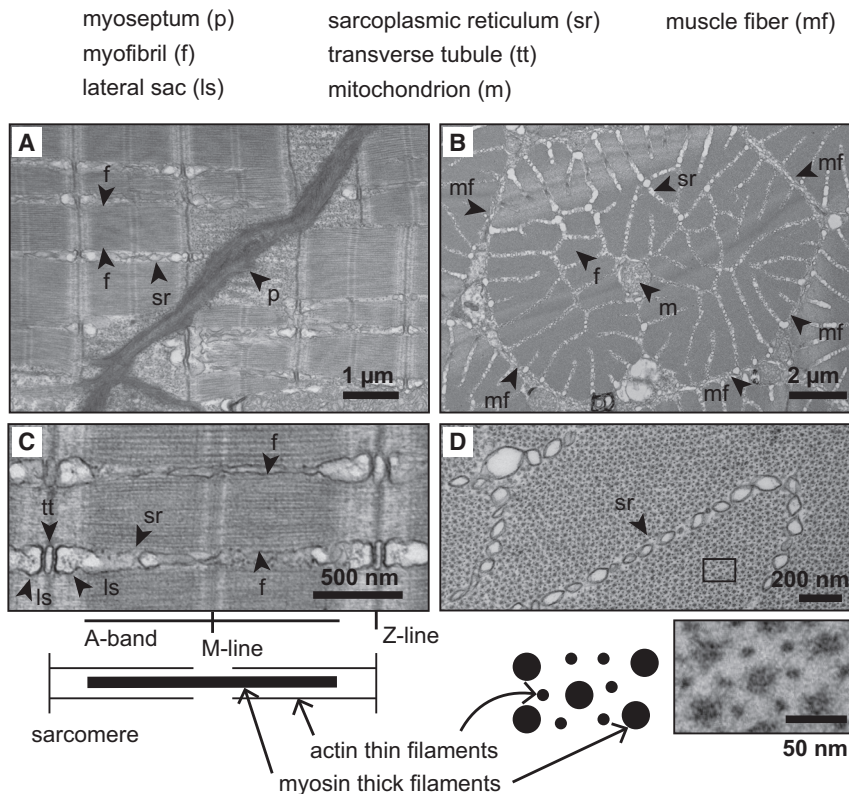 myoseptum (p) sarcoplasmic reticulum (sr) muscle fiber (mf)
myofibril (f) transverse tubule (tt)
lateral sac (ls) mitochondrion (m)
A
f
f
sr
p
1 µm
B
mf
sr
mf
f
m
mf
mf
mf
2 µm
C
f
tt
sr
ls
ls
f
500 nm
D
sr
200 nm
A-band
M-line
Z-line
sarcomere
actin thin filaments
myosin thick filaments
50 nm